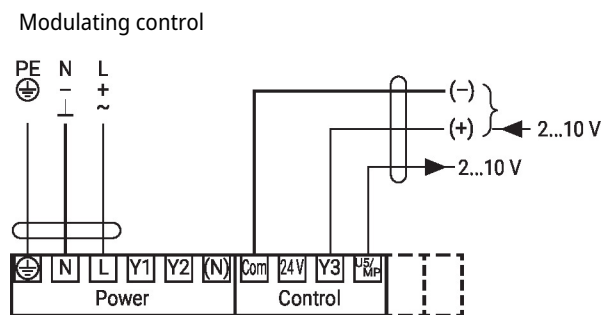 Modulating control
PE N L
– – +
⊥ ~
(–)
(+) 2...10 V
2...10 V
N L Y1 Y2 (N) Com 24V Y3 U5/MP
Power Control